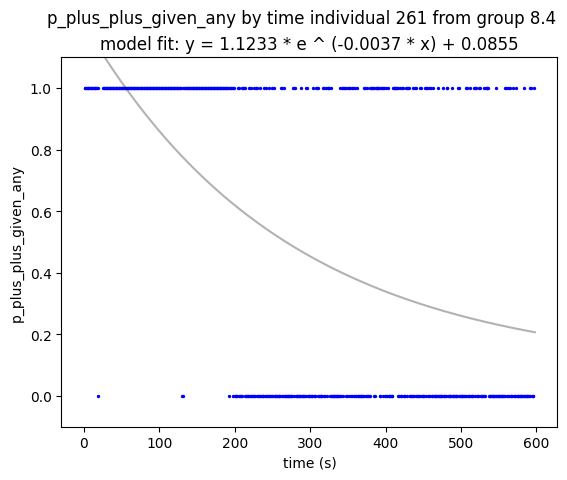 p_plus_plus_given_any by time individual 261 from group 8.4
model fit: y = 1.1233 * e ^ (-0.0037 * x) + 0.0855
1.0
0.8
0.6
0.4
0.2
0.0
p_plus_plus_given_any
0 100 200 300 400 500 600
time (s)